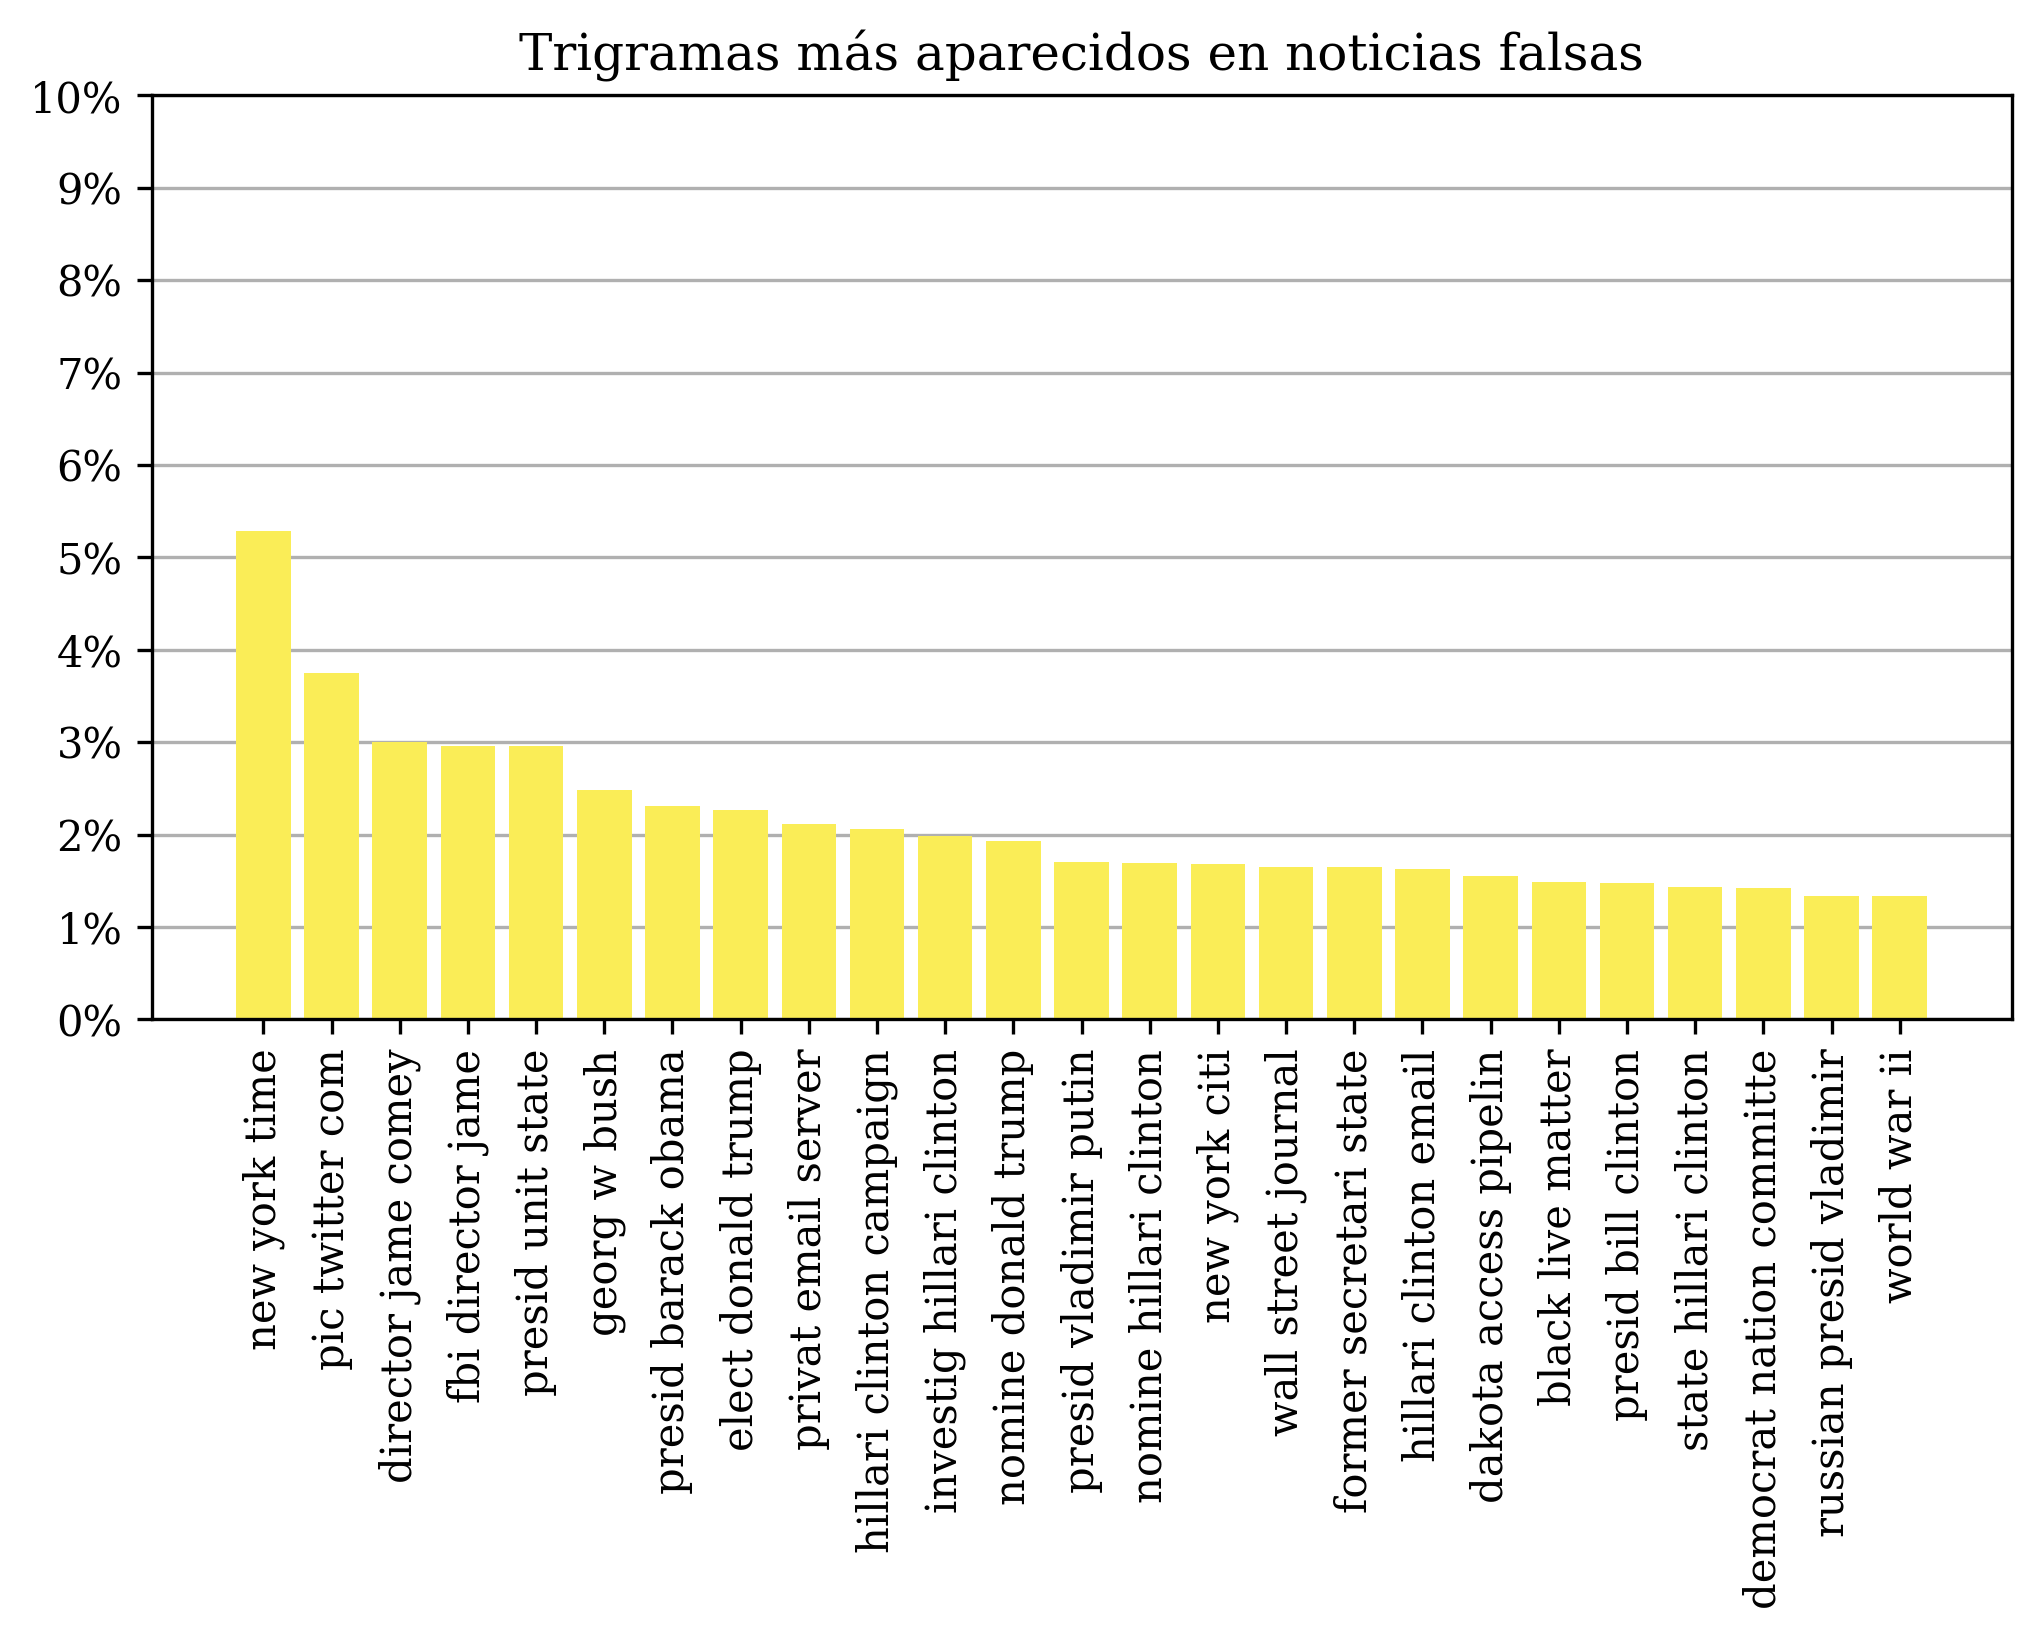 Trigramas más aparecidos en noticias falsas
10%
9%
8%
7%
6%
5%
4%
3%
2%
1%
0%
new york time
pic twitter com
director jame comey
fbi director jame
presid unit state
georg w bush
presid barack obama
elect donald trump
privat email server
hillari clinton campaign
investig hillari clinton
nomine donald trump
presid vladimir putin
nomine hillari clinton
new york citi
wall street journal
former secretari state
hillari clinton email
dakota access pipelin
black live matter
presid bill clinton
state hillari clinton
democrat nation committe
russian presid vladimir
world war ii